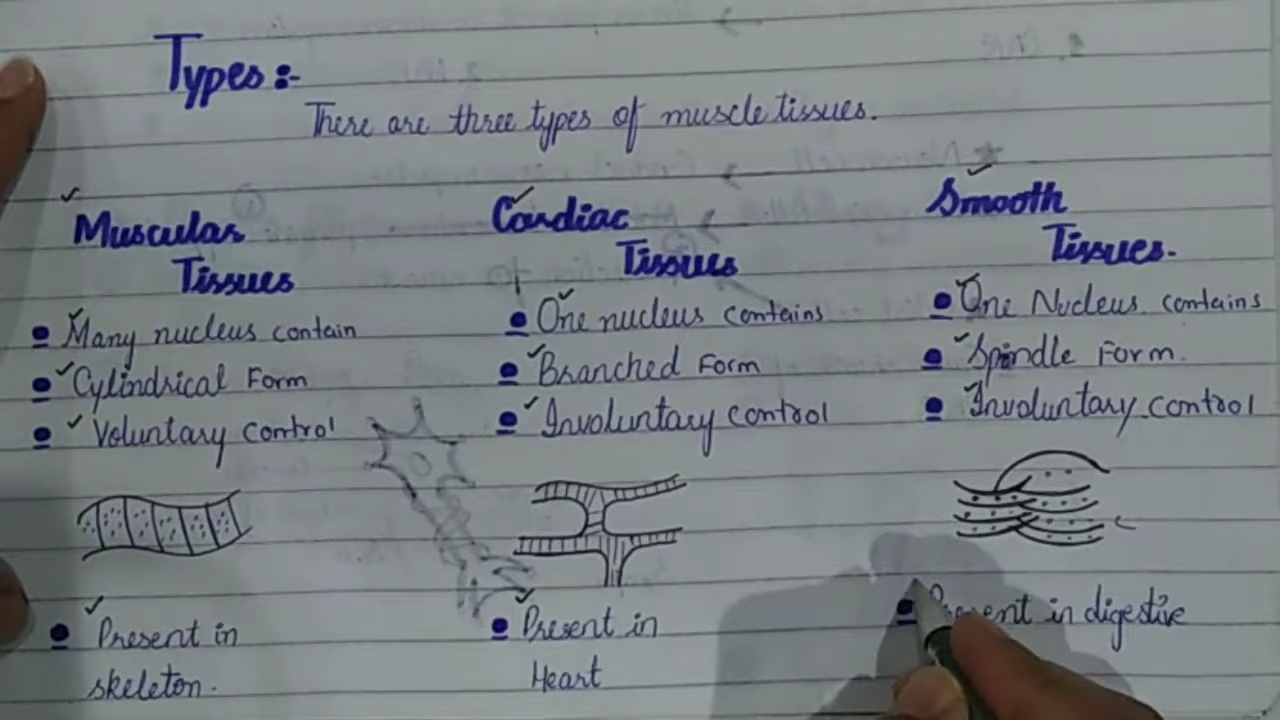 Types :-
There are three types of muscle tissues.
Muscular
Tissues
Many nucleus contain
Cylindrical Form
Voluntary control
Present in
skeleton.
Cardiac
Tissues
One nucleus contains
Branched Form
Involuntary control
Present in
Heart
Smooth
Tissues.
One Nucleus contains
Spindle Form.
Involuntary control
Present in digestive